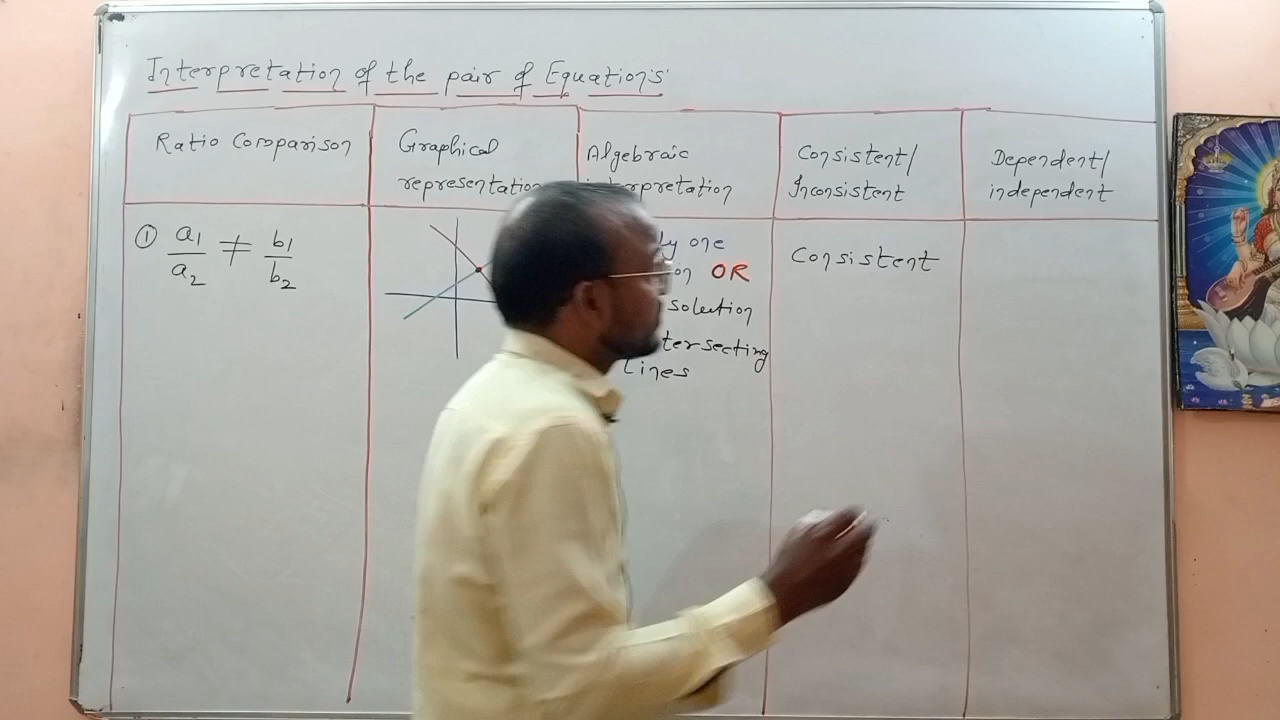 Interpretation of the pair of Equations
Ratio Comparison
Graphical
representation
Algebraic
Consistent/
Inconsistent
Dependent/
independent
① a1/a2 ≠ b1/b2
one
OR
solution
Lines
Consistent